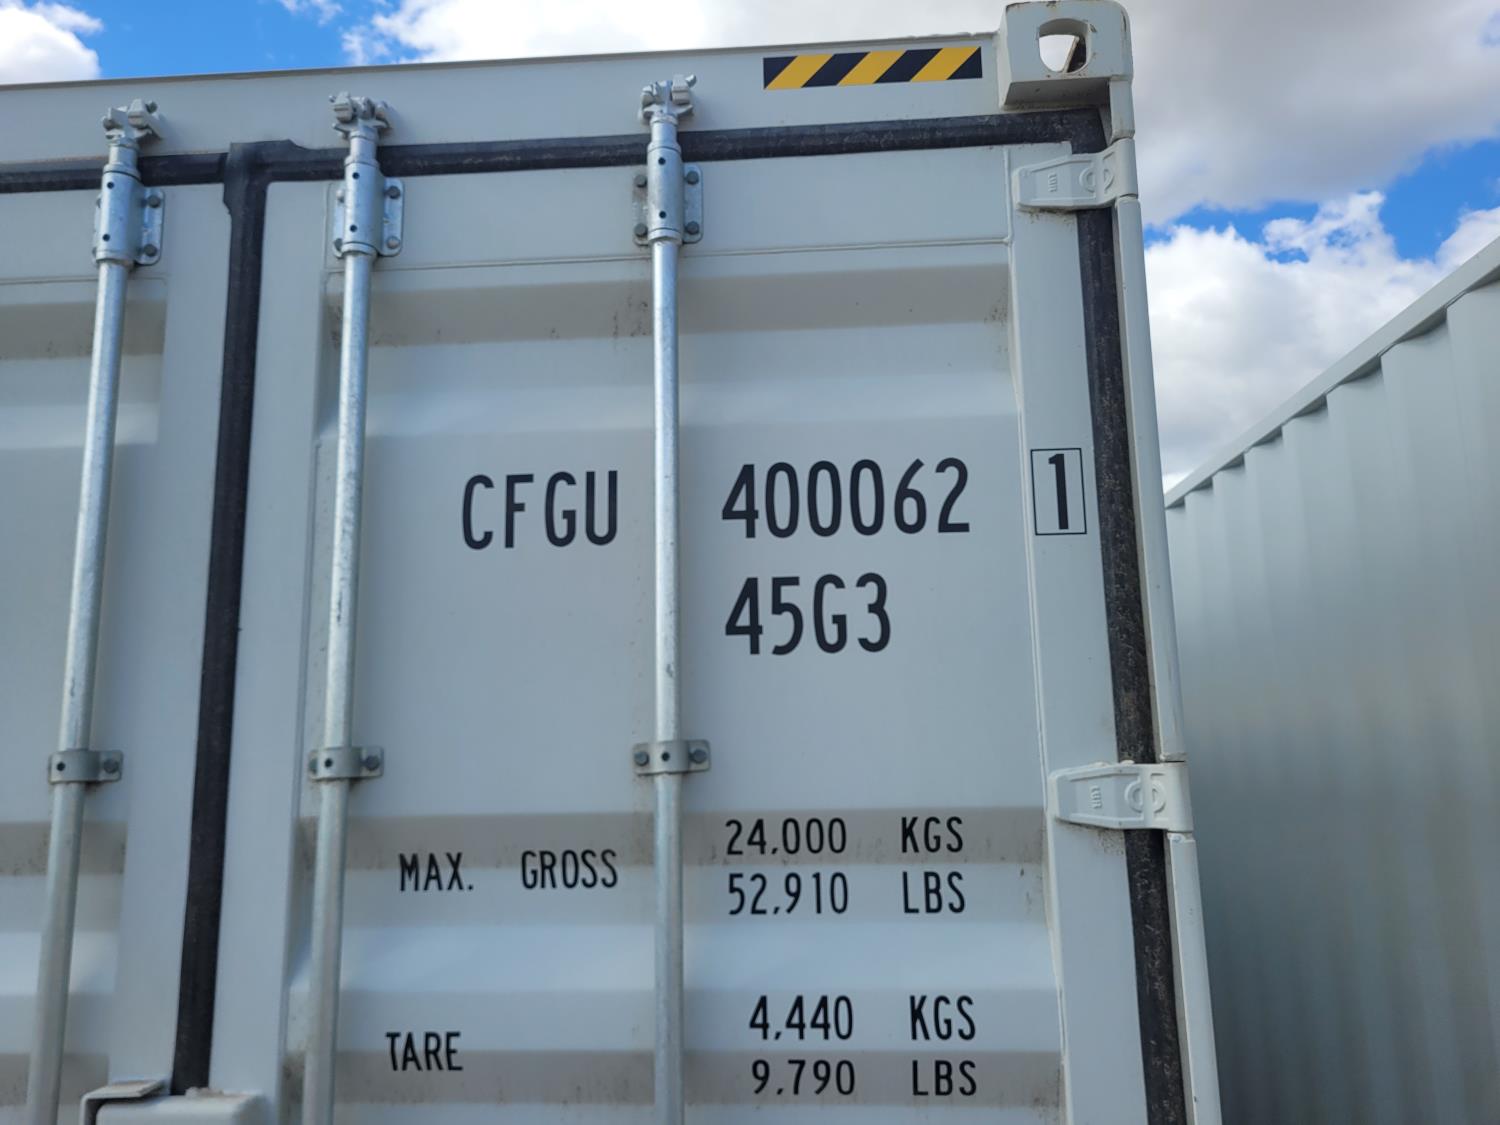 CFGU 400062 1
45G3
MAX. GROSS 24,000 KGS
52,910 LBS
TARE 4,440 KGS
9,790 LBS